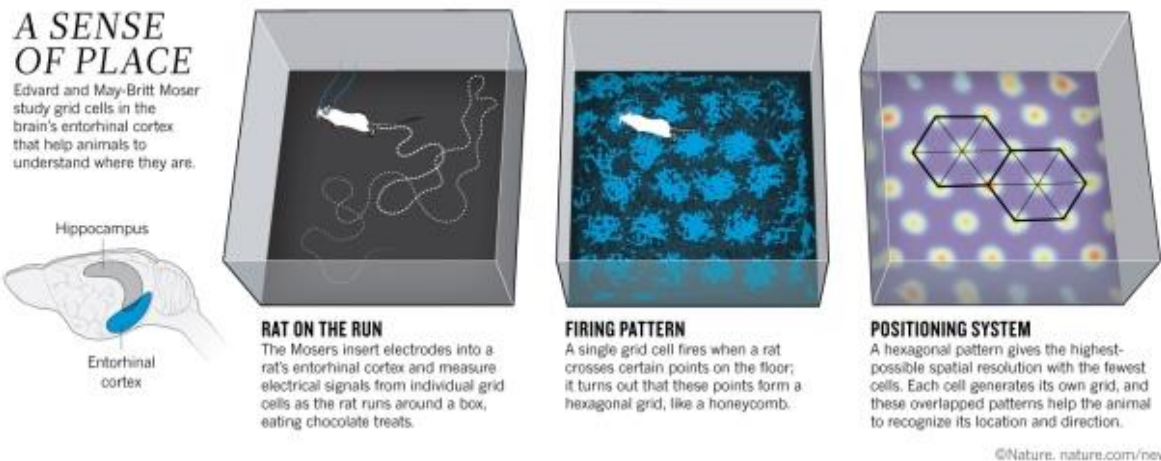 A SENSE
OF PLACE
Edvard and May-Britt Moser
study grid cells in the
brain's entorhinal cortex
that help animals to
understand where they are.
Hippocampus
Entorhinal
cortex
RAT ON THE RUN
The Mosers insert electrodes into a
rat's entorhinal cortex and measure
electrical signals from individual grid
cells as the rat runs around a box,
eating chocolate treats.
FIRING PATTERN
A single grid cell fires when a rat
crosses certain points on the floor;
it turns out that these points form a
hexagonal grid, like a honeycomb.
POSITIONING SYSTEM
A hexagonal pattern gives the highest-
possible spatial resolution with the fewest
cells. Each cell generates its own grid, and
these overlapped patterns help the animal
to recognize its location and direction.
©Nature. nature.com/nev